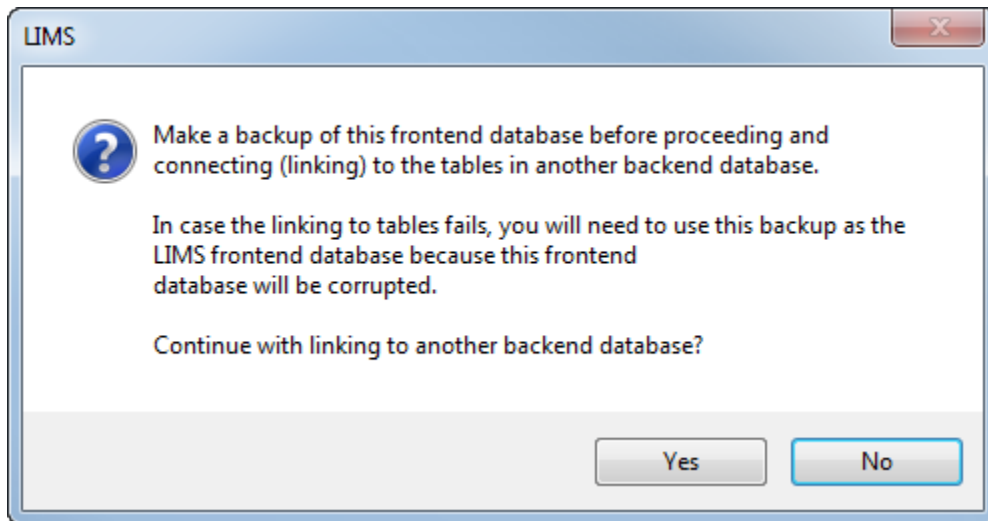 LIMS
Make a backup of this frontend database before proceeding and
connecting (linking) to the tables in another backend database.
In case the linking to tables fails, you will need to use this backup as the
LIMS frontend database because this frontend
database will be corrupted.
Continue with linking to another backend database?
Yes
No